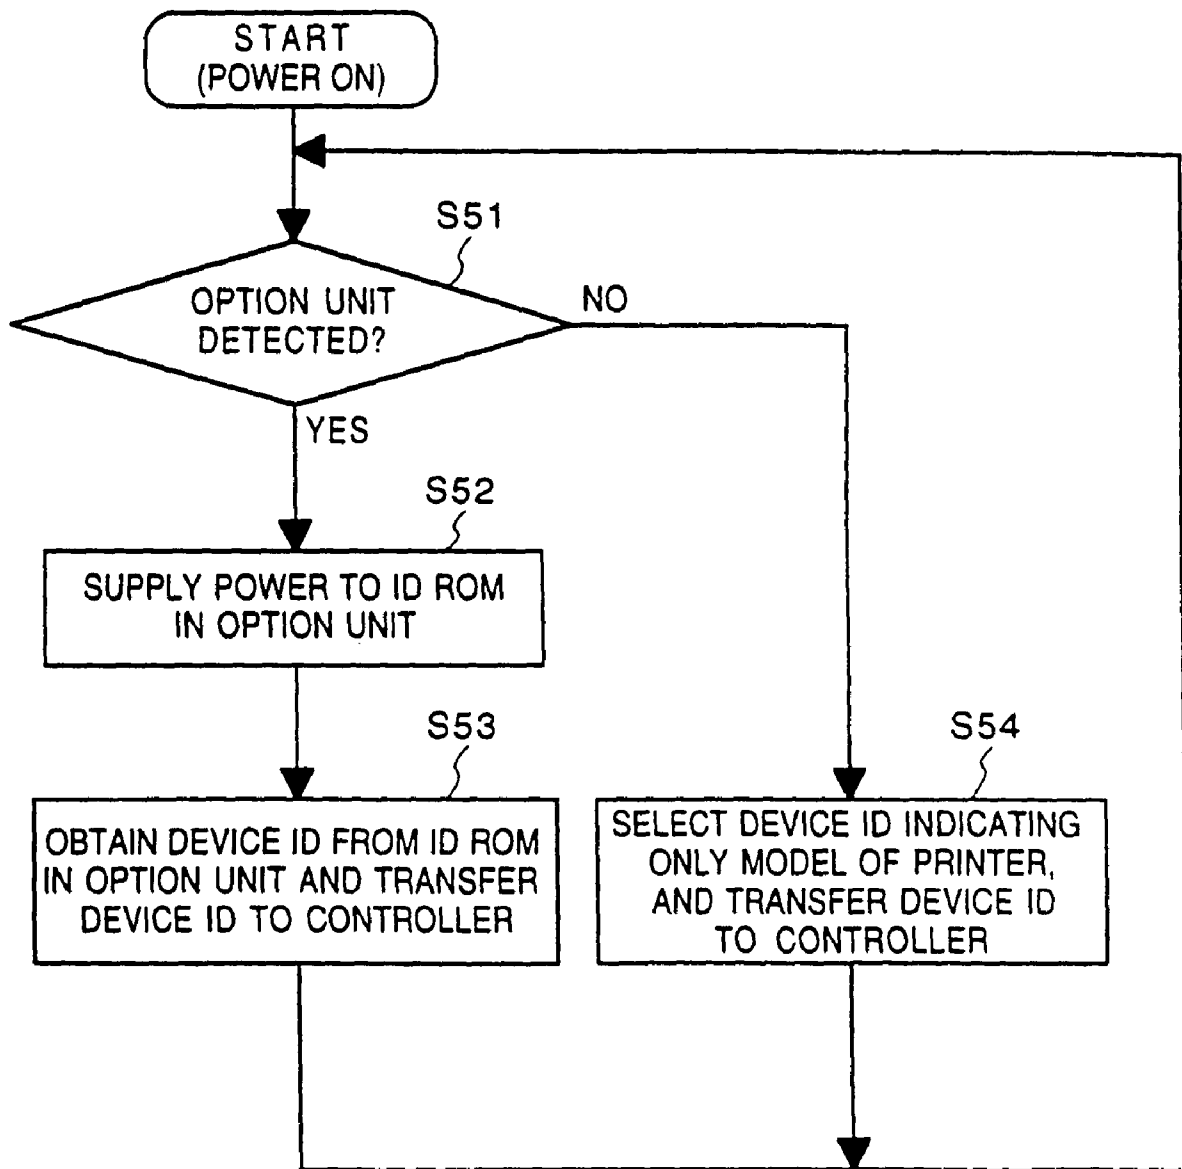 START
(POWER ON)
S51
OPTION UNIT
DETECTED?
NO
YES
S52
SUPPLY POWER TO ID ROM
IN OPTION UNIT
S53
OBTAIN DEVICE ID FROM ID ROM
IN OPTION UNIT AND TRANSFER
DEVICE ID TO CONTROLLER
S54
SELECT DEVICE ID INDICATING
ONLY MODEL OF PRINTER,
AND TRANSFER DEVICE ID
TO CONTROLLER